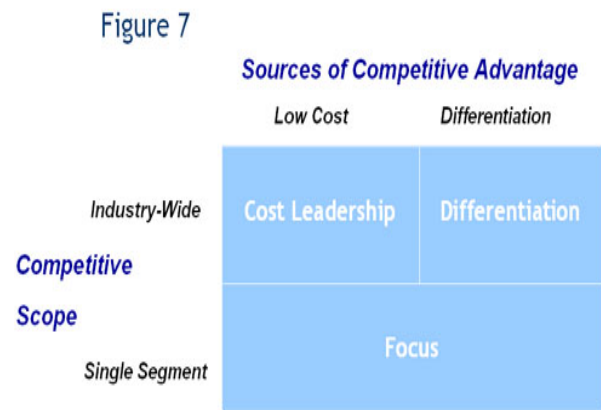 Figure 7
Sources of Competitive Advantage
Low Cost Differentiation
Industry-Wide Cost Leadership Differentiation
Competitive
Scope
Focus
Single Segment